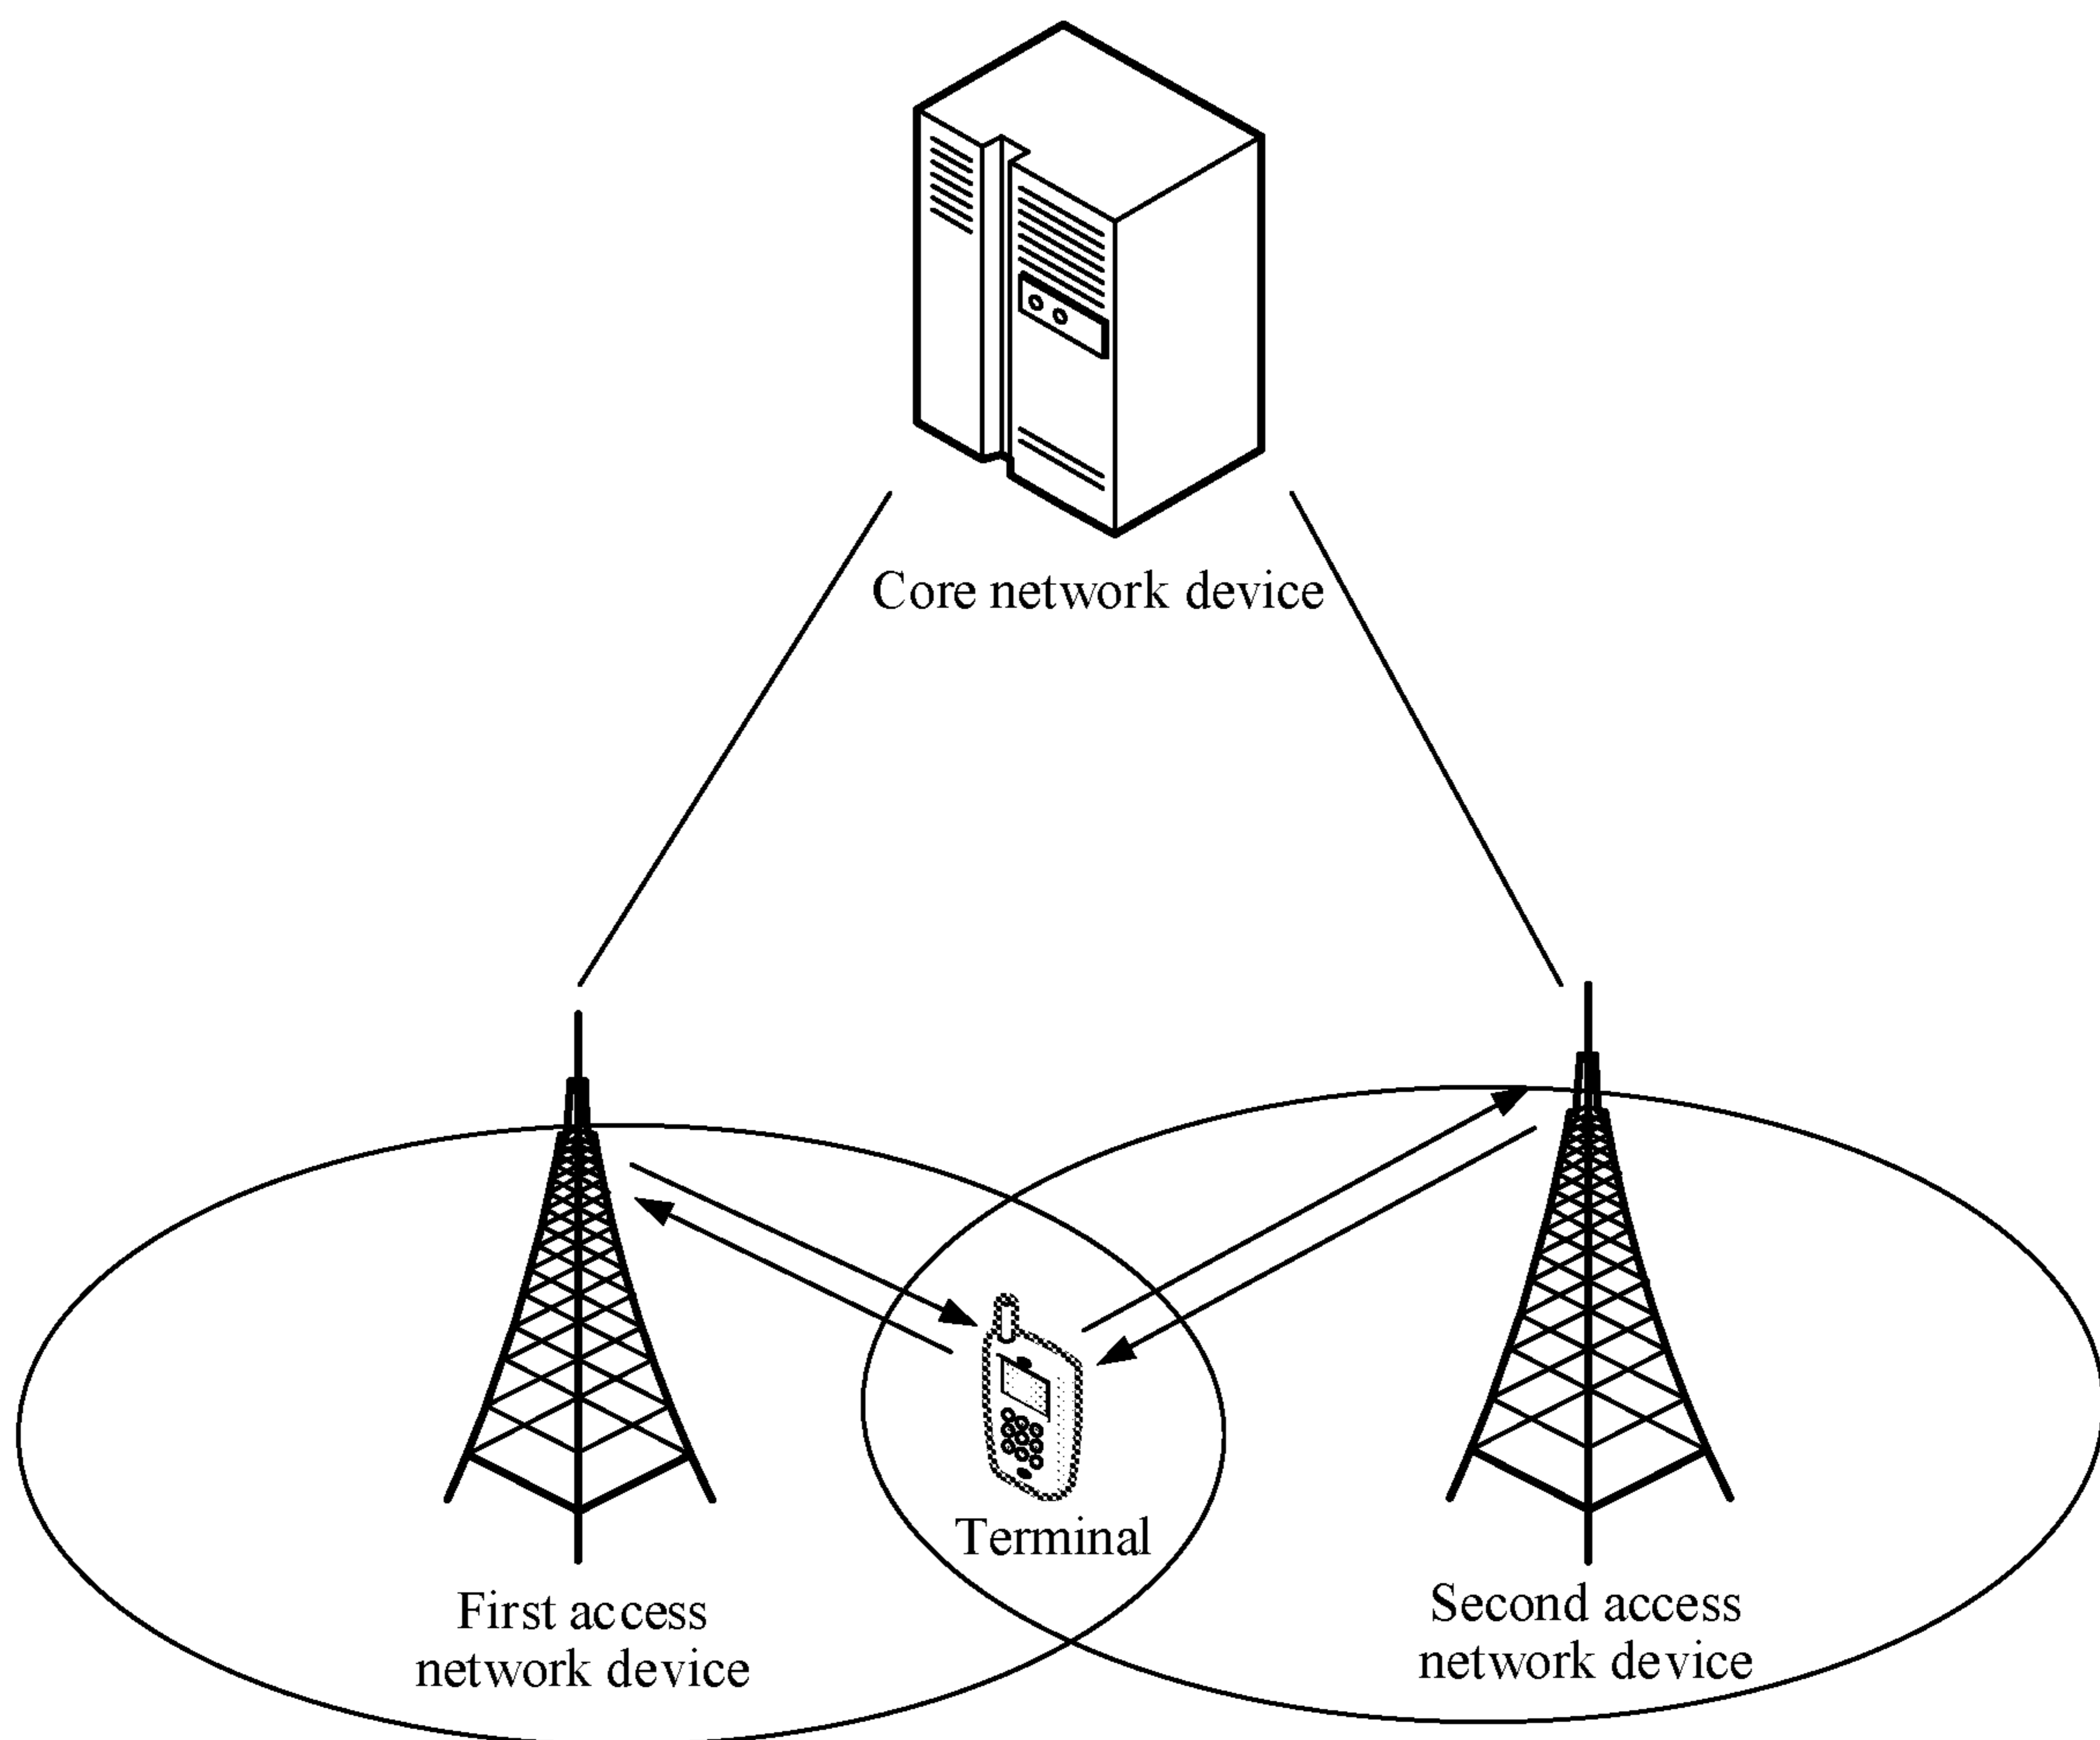 Core network device
Terminal
First access
network device
Second access
network device